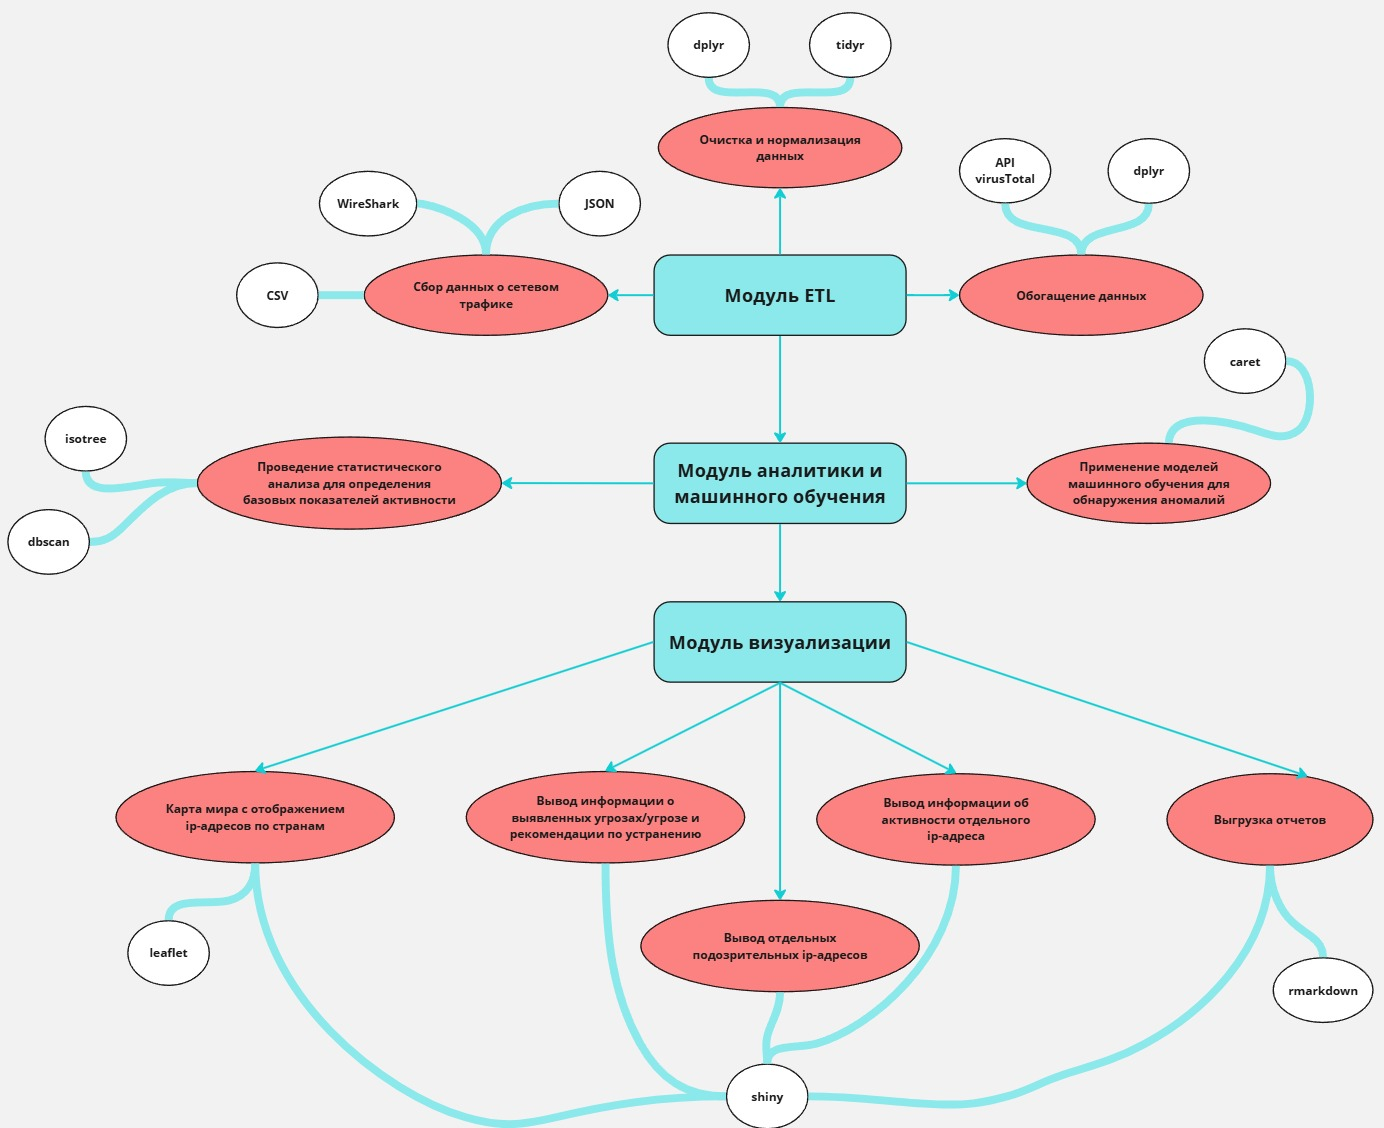 dplyr
tidyr
Очистка и нормализация
данных
API
virusTotal
dplyr
WireShark
JSON
CSV
Сбор данных о сетевом
трафике
Модуль ETL
Обогащение данных
caret
isotree
dbscan
Проведение статистического
анализа для определения
базовых показателей активности
Модуль аналитики и
машинного обучения
Применение моделей
машинного обучения для
обнаружения аномалий
Модуль визуализации
Карта мира с отображением
ip-адресов по странам
Вывод информации о
выявленных угрозах/угрозе и
рекомендации по устранению
Вывод информации об
активности отдельного
ip-адреса
Выгрузка отчетов
Вывод отдельных
подозрительных ip-адресов
leaflet
rmarkdown
shiny